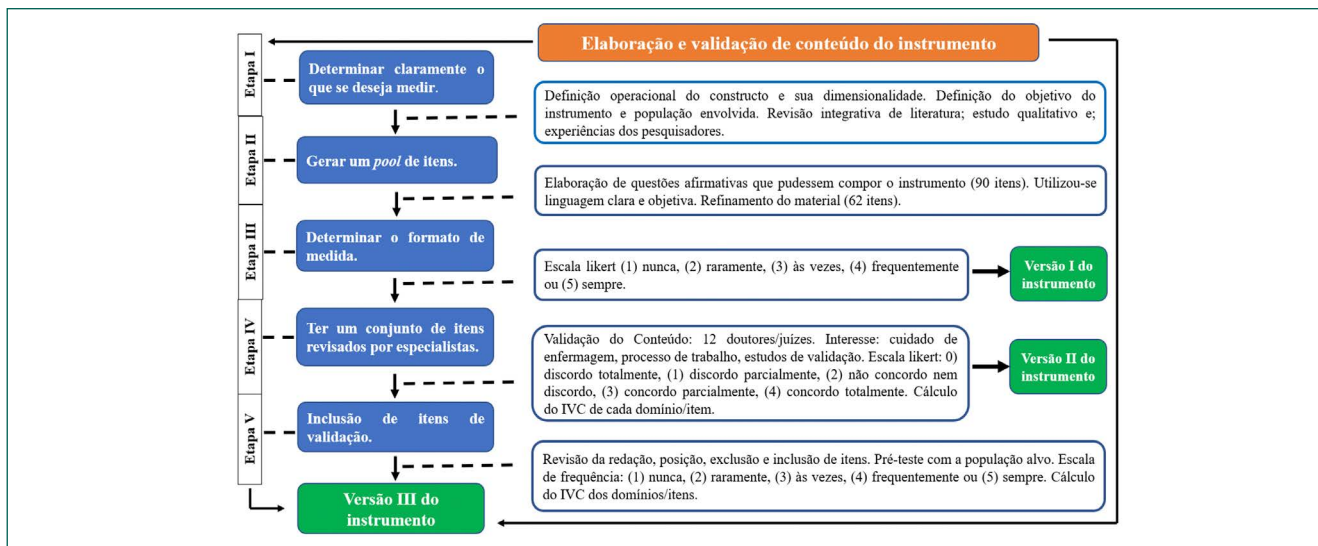 Elaboração e validação de conteúdo do instrumento
Etapa I
Determinar claramente o
que se deseja medir.
Definição operacional do constructo e sua dimensionalidade. Definição do objetivo do
instrumento e população envolvida. Revisão integrativa de literatura; estudo qualitativo e;
experiências dos pesquisadores.
Etapa II
Gerar um pool de itens.
Elaboração de questões afirmativas que pudessem compor o instrumento (90 itens). Utilizou-se
linguagem clara e objetiva. Refinamento do material (62 itens).
Etapa III
Determinar o formato de
medida.
Escala likert (1) nunca, (2) raramente, (3) às vezes, (4) frequentemente
ou (5) sempre.
Versão I do
instrumento
Etapa IV
Ter um conjunto de itens
revisados por especialistas.
Validação do Conteúdo: 12 doutores/juízes. Interesse: cuidado
de enfermagem, processo de trabalho, estudos de validação. Escala likert: 0)
discordo totalmente, (1) discordo parcialmente, (2) não concordo nem
discordo, (3) concordo parcialmente, (4) concordo totalmente. Cálculo
do IVC de cada domínio/item.
Versão II do
instrumento
Etapa V
Inclusão de itens de
validação.
Revisão da redação, posição, exclusão e inclusão de itens. Pré-teste com a população alvo. Escala
de frequência: (1) nunca, (2) raramente, (3) às vezes, (4) frequentemente ou (5) sempre. Cálculo
do IVC dos domínios/itens.
Versão III do
instrumento